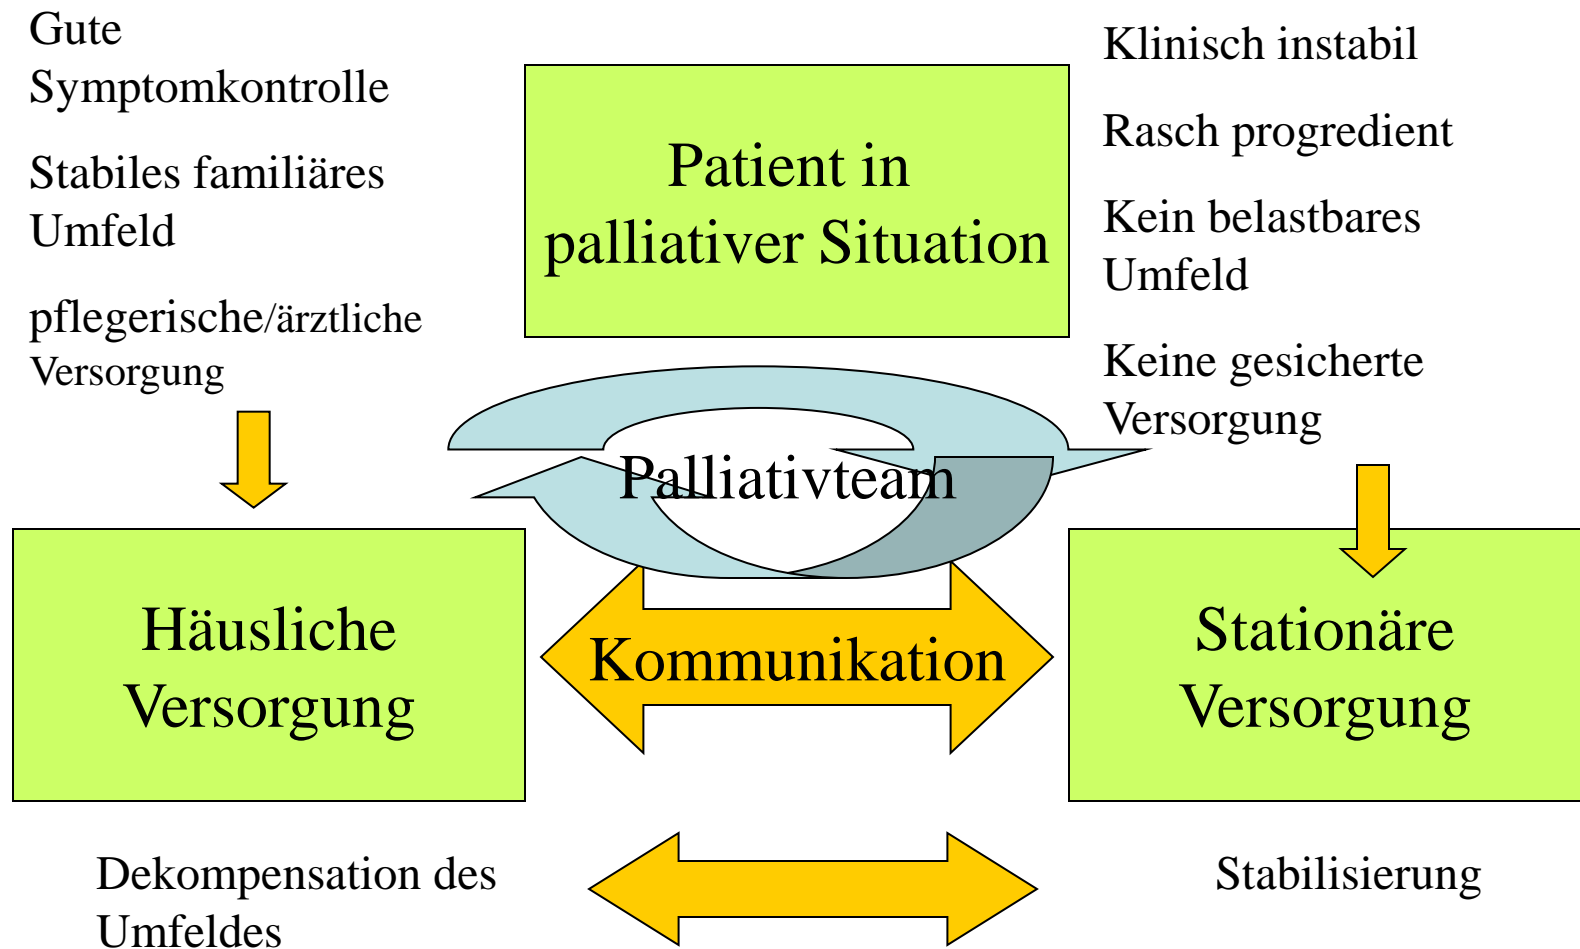 Gute
Symptomkontrolle
Stabiles familiäres
Umfeld
pflegerische/ärztliche
Versorgung
Patient in
palliativer Situation
Klinisch instabil
Rasch progredient
Kein belastbares
Umfeld
Keine gesicherte
Versorgung
Palliativteam
Häusliche
Versorgung
Kommunikation
Stationäre
Versorgung
Dekompensation des
Umfeldes
Stabilisierung